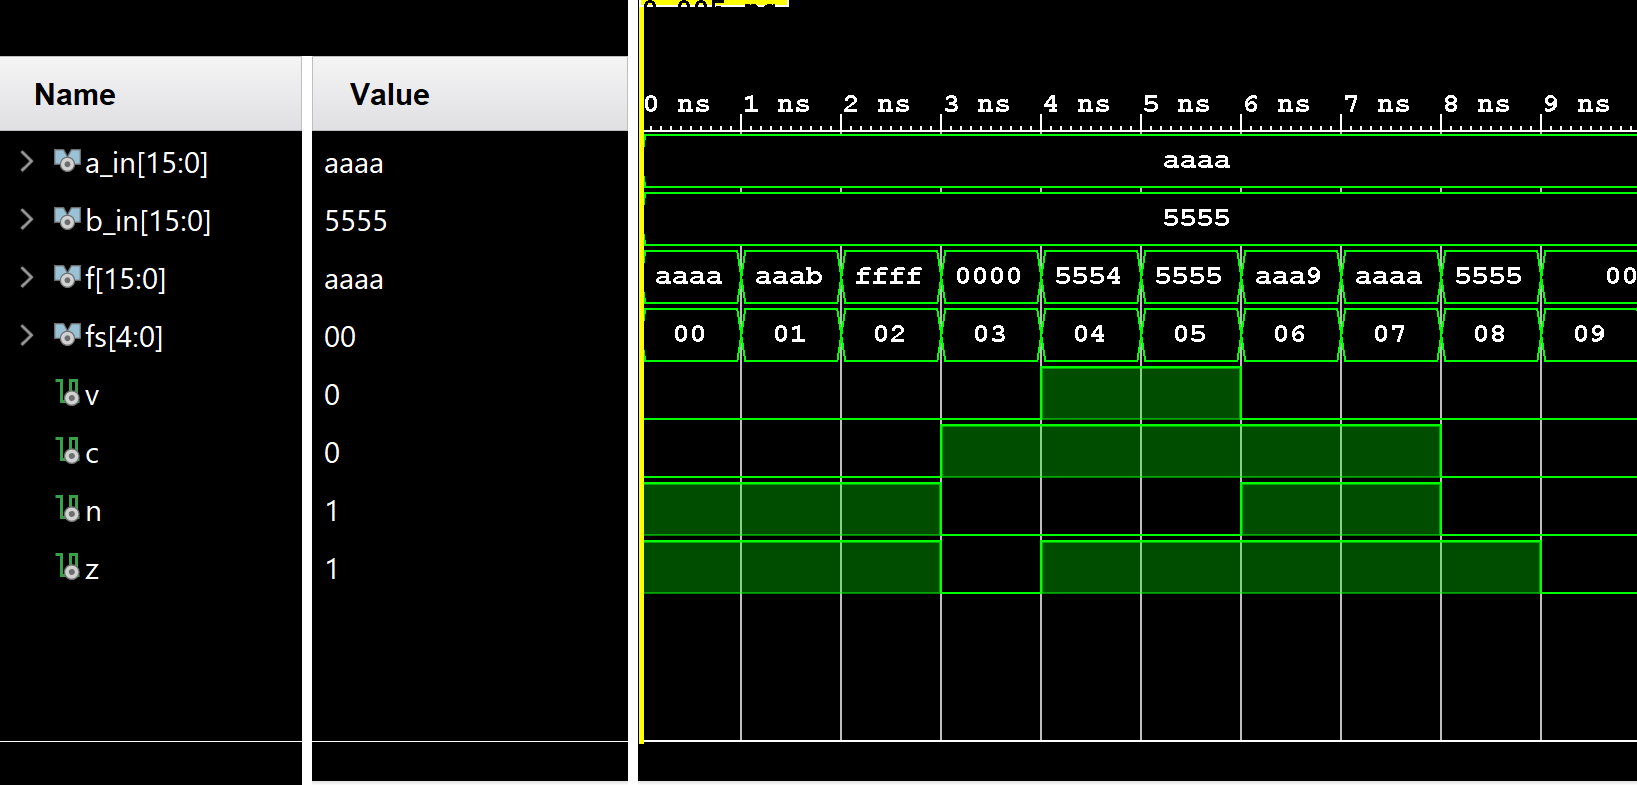 Name Value
0 ns 1 ns 2 ns 3 ns 4 ns 5 ns 6 ns 7 ns 8 ns 9 ns
a_in[15:0] aaaa aaaa
b_in[15:0] 5555 5555
f[15:0] aaaa aaaa aaab ffff 0000 5554 5555 aaa9 aaaa 5555 00
fs[4:0] 00 00 01 02 03 04 05 06 07 08 09
v 0
c 0
n 1
z 1